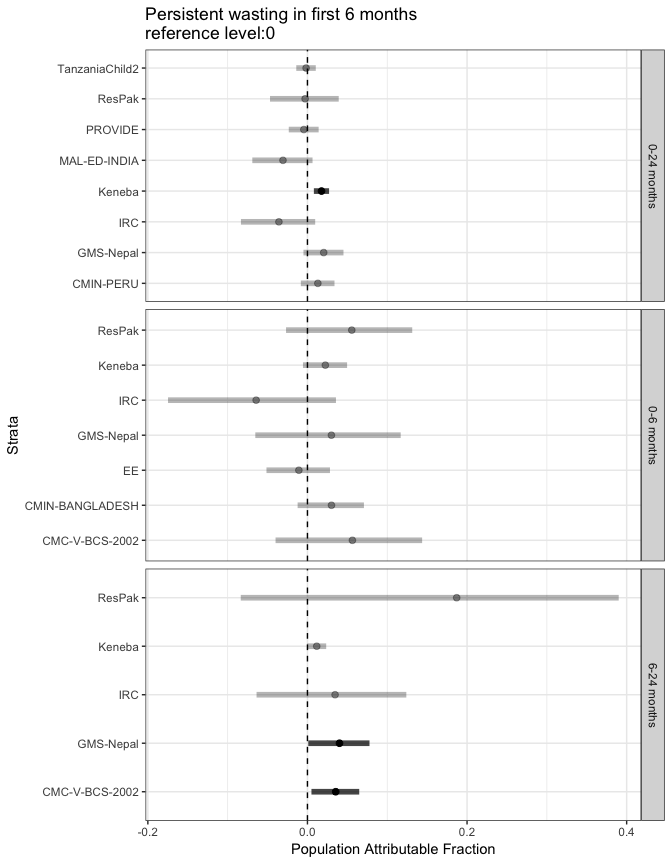 Persistent wasting in first 6 months
reference level:0
Strata
TanzaniaChild2
ResPak
PROVIDE
MAL-ED-INDIA
Keneba
IRC
GMS-Nepal
CMIN-PERU
0-24 months
ResPak
Keneba
IRC
GMS-Nepal
EE
CMIN-BANGLADESH
CMC-V-BCS-2002
0-6 months
ResPak
Keneba
IRC
GMS-Nepal
CMC-V-BCS-2002
6-24 months
-0.2 0.0 0.2 0.4
Population Attributable Fraction